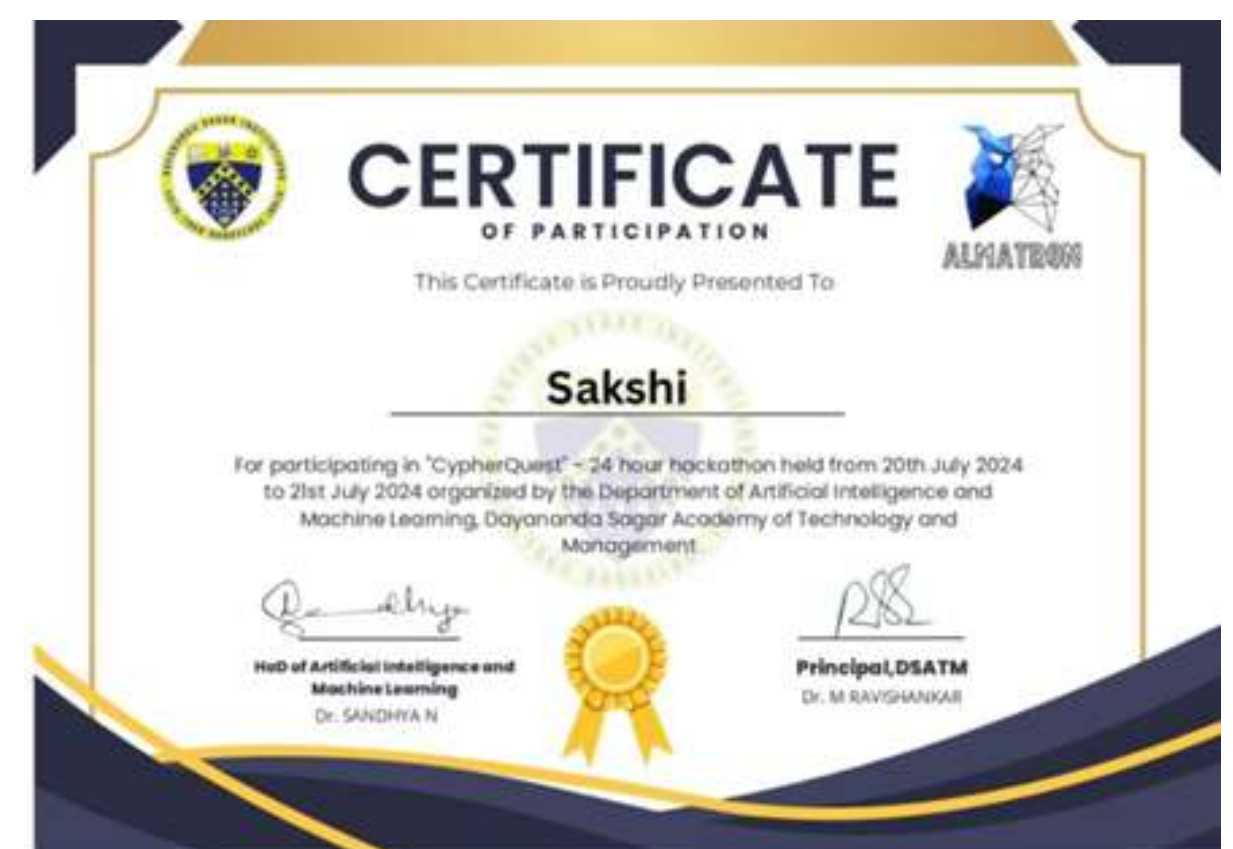 CERTIFICATE
OF PARTICIPATION
ALMATRON
This Certificate is Proudly Presented To
Sakshi
For participating in "CypherQuest" - 24 hour hackathon held from 20th July 2024
to 21st July 2024 organized by the Department of Artificial Intelligence and
Machine Learning, Dayananda Sagar Academy of Technology and
Management
HoD of Artificial Intelligence and
Machine Learning
Dr. SANDHYA N
Principal,DSATM
Dr. M RAVISHANKAR